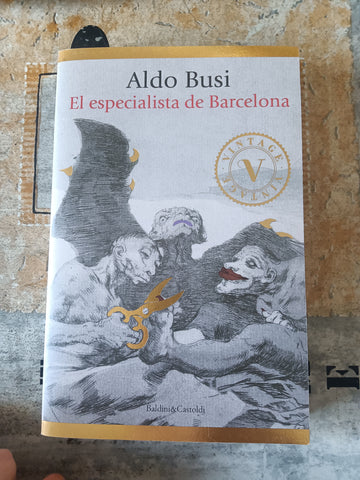 Aldo Busi
El especialista de Barcelona
VINTAGE
V
Baldini&Castoldi